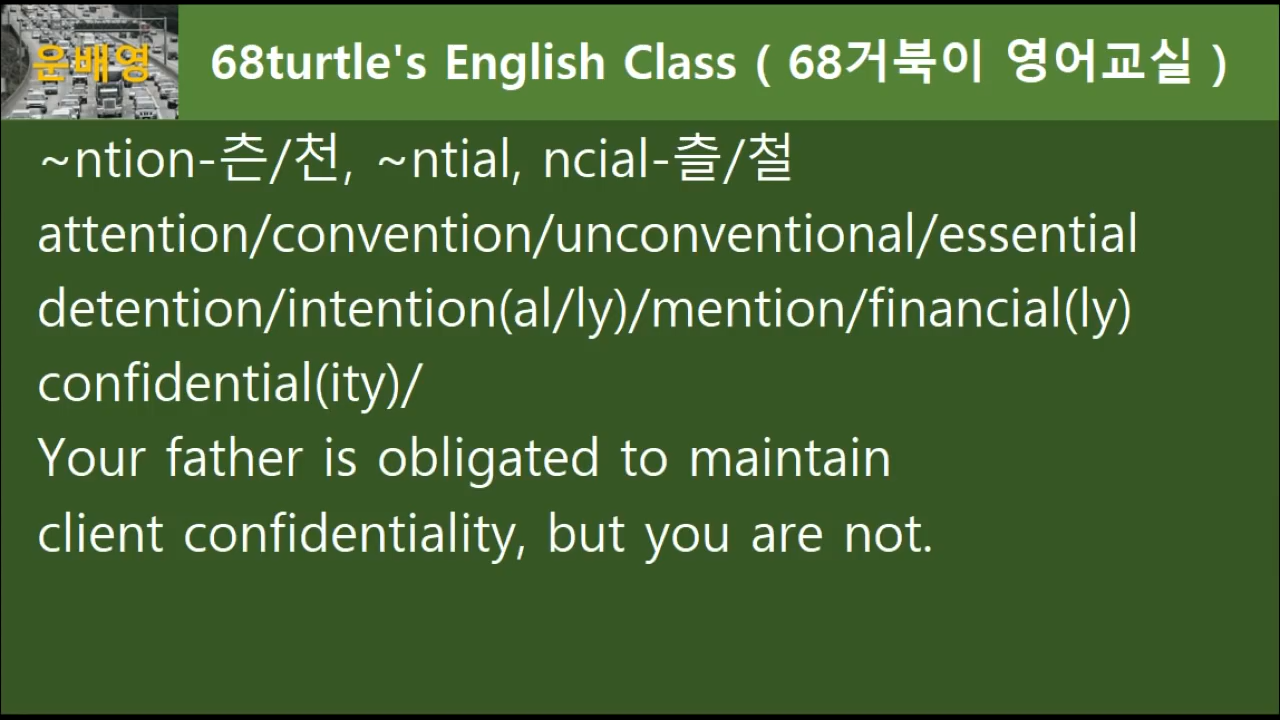 운배영
68turtle's English Class ( 68거북이 영어교실 )
~ntion-츤/천, ~ntial, ncial-츨/철
attention/convention/unconventional/essential
detention/intention(al/ly)/mention/financial(ly)
confidential(ity)/
Your father is obligated to maintain
client confidentiality, but you are not.